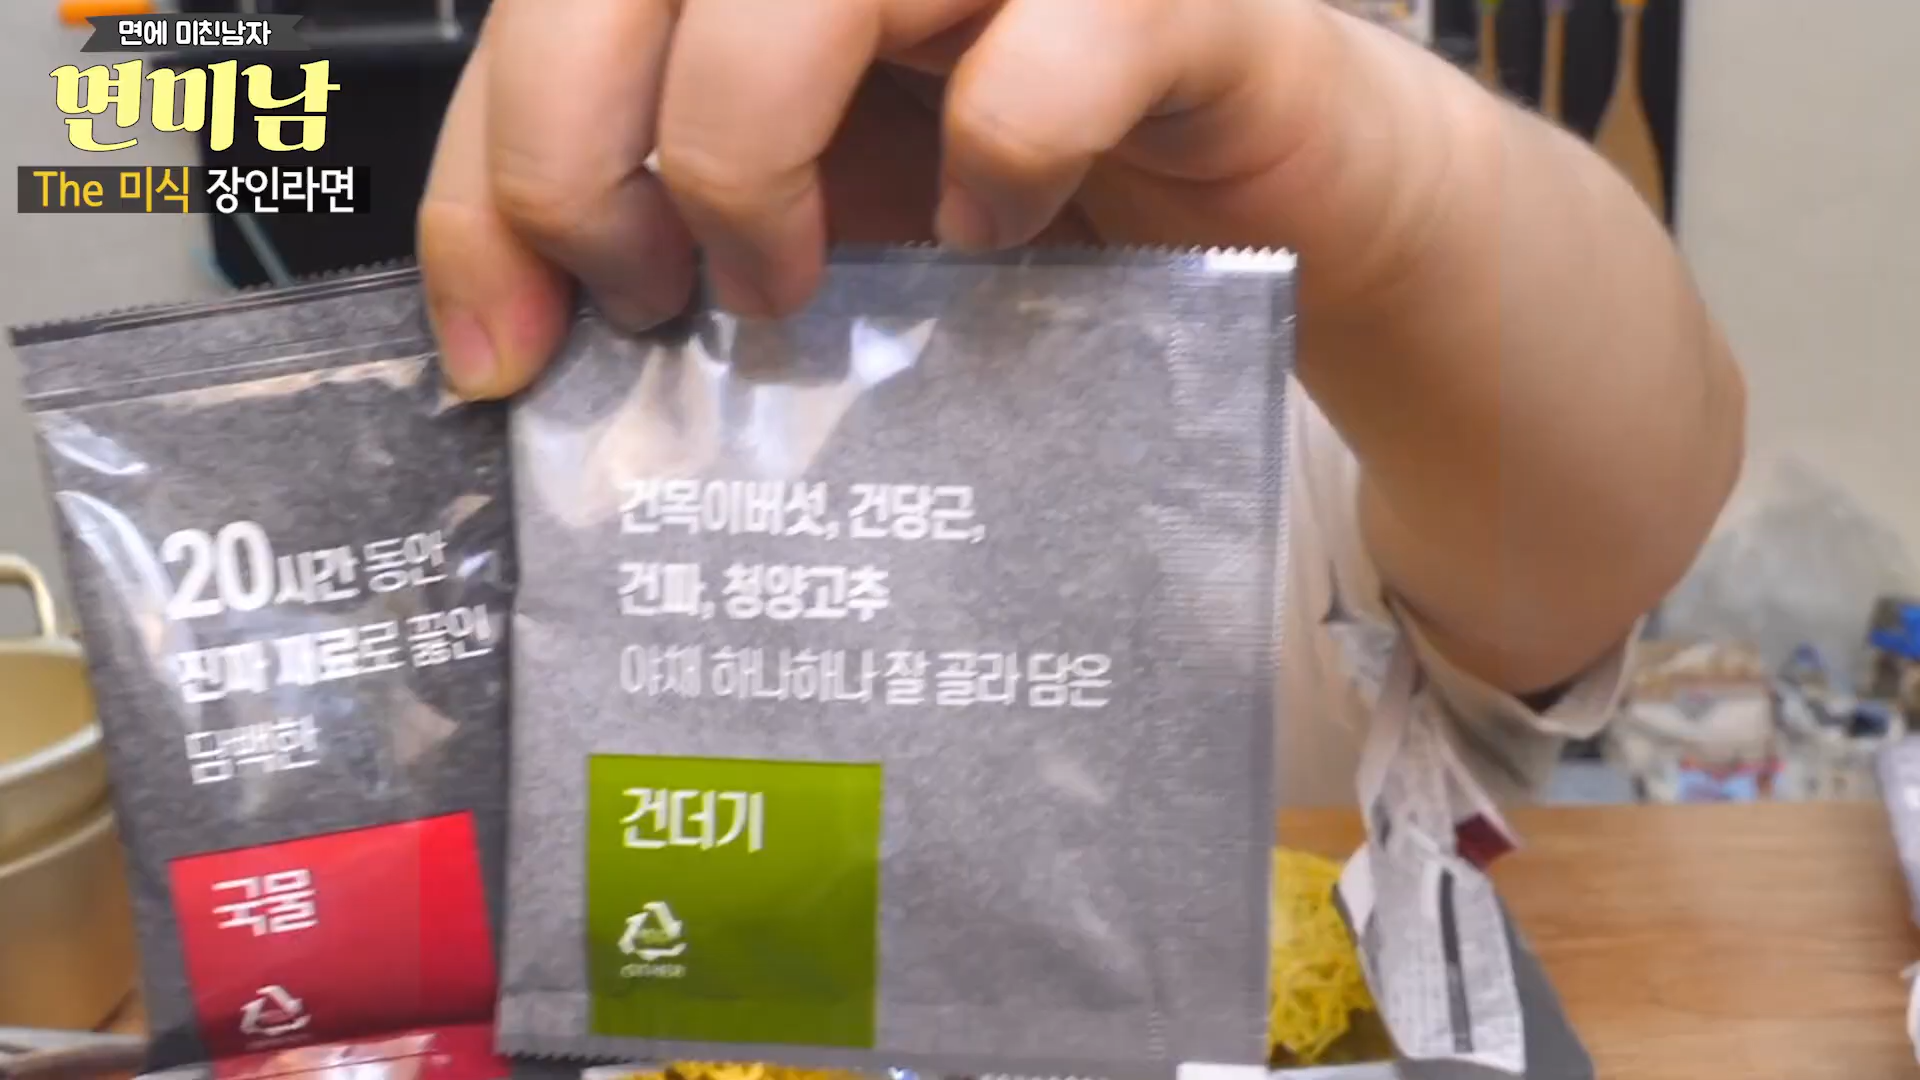 면에 미친남자
면미남
The 미식 장인라면
20시간 동안
진짜 재료로 끓인
담백한
국물
건목이버섯, 건당근,
건파, 청양고추
야채 하나하나 잘 골라 담은
건더기